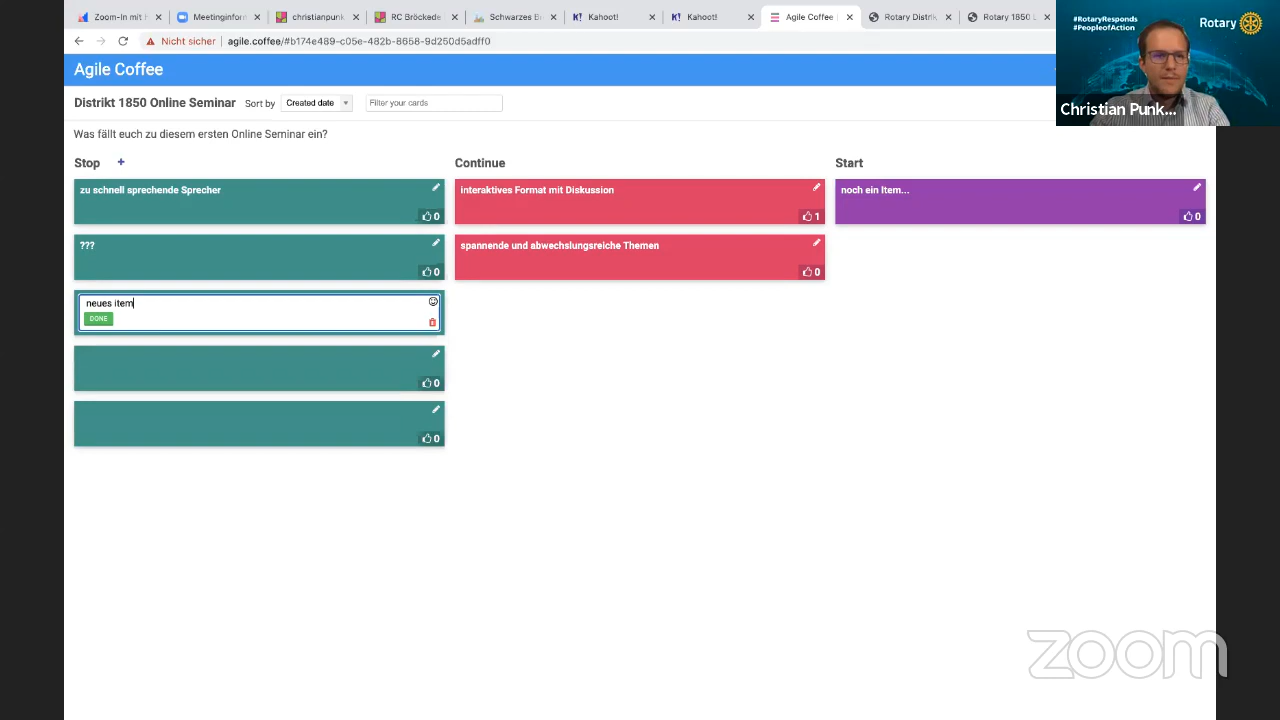 Zoom-In mit H
Meetinginform
christianpunk
RC Bröckede
Schwarzes Br
Kahoot!
Kahoot!
Agile Coffee
Rotary Distrik
Rotary 1850
Nicht sicher
agile.coffee/#b174e489-c05e-482b-8658-9d250d5adff0
#RotaryResponds
#PeopleofAction
Rotary
Christian Punk...
Agile Coffee
Distrikt 1850 Online Seminar
Sort by
Created date
Filter your cards
Was fällt euch zu diesem ersten Online Seminar ein?
Stop +
Continue
Start
zu schnell sprechende Sprecher
0
interaktives Format mit Diskussion
1
noch ein Item...
0
???
0
spannende und abwechslungsreiche Themen
0
neues item
DONE
0
0
zoom